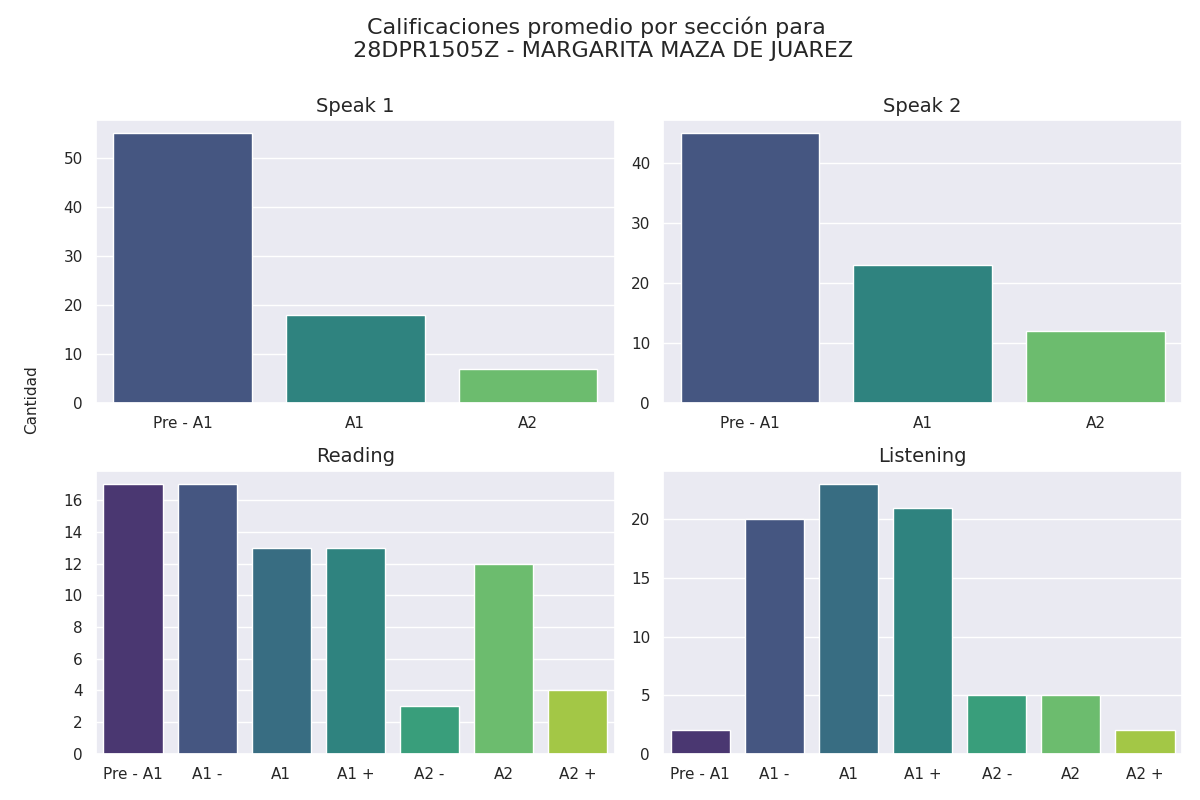 Calificaciones promedio por sección para
28DPR1505Z - MARGARITA MAZA DE JUAREZ
Cantidad
Speak 1
50
40
30
20
10
0
Pre - A1 A1 A2
Speak 2
40
30
20
10
0
Pre - A1 A1 A2
Reading
16
14
12
10
8
6
4
2
0
Pre - A1 A1 - A1 A1 + A2 - A2 A2 +
Listening
20
15
10
5
0
Pre - A1 A1 - A1 A1 + A2 - A2 A2 +